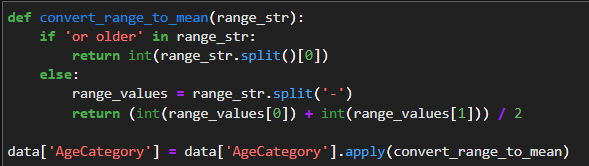 def convert_range_to_mean(range_str):
    if 'or older' in range_str:
        return int(range_str.split()[0])
    else:
        range_values = range_str.split('-')
        return (int(range_values[0]) + int(range_values[1])) / 2
data['AgeCategory'] = data['AgeCategory'].apply(convert_range_to_mean)